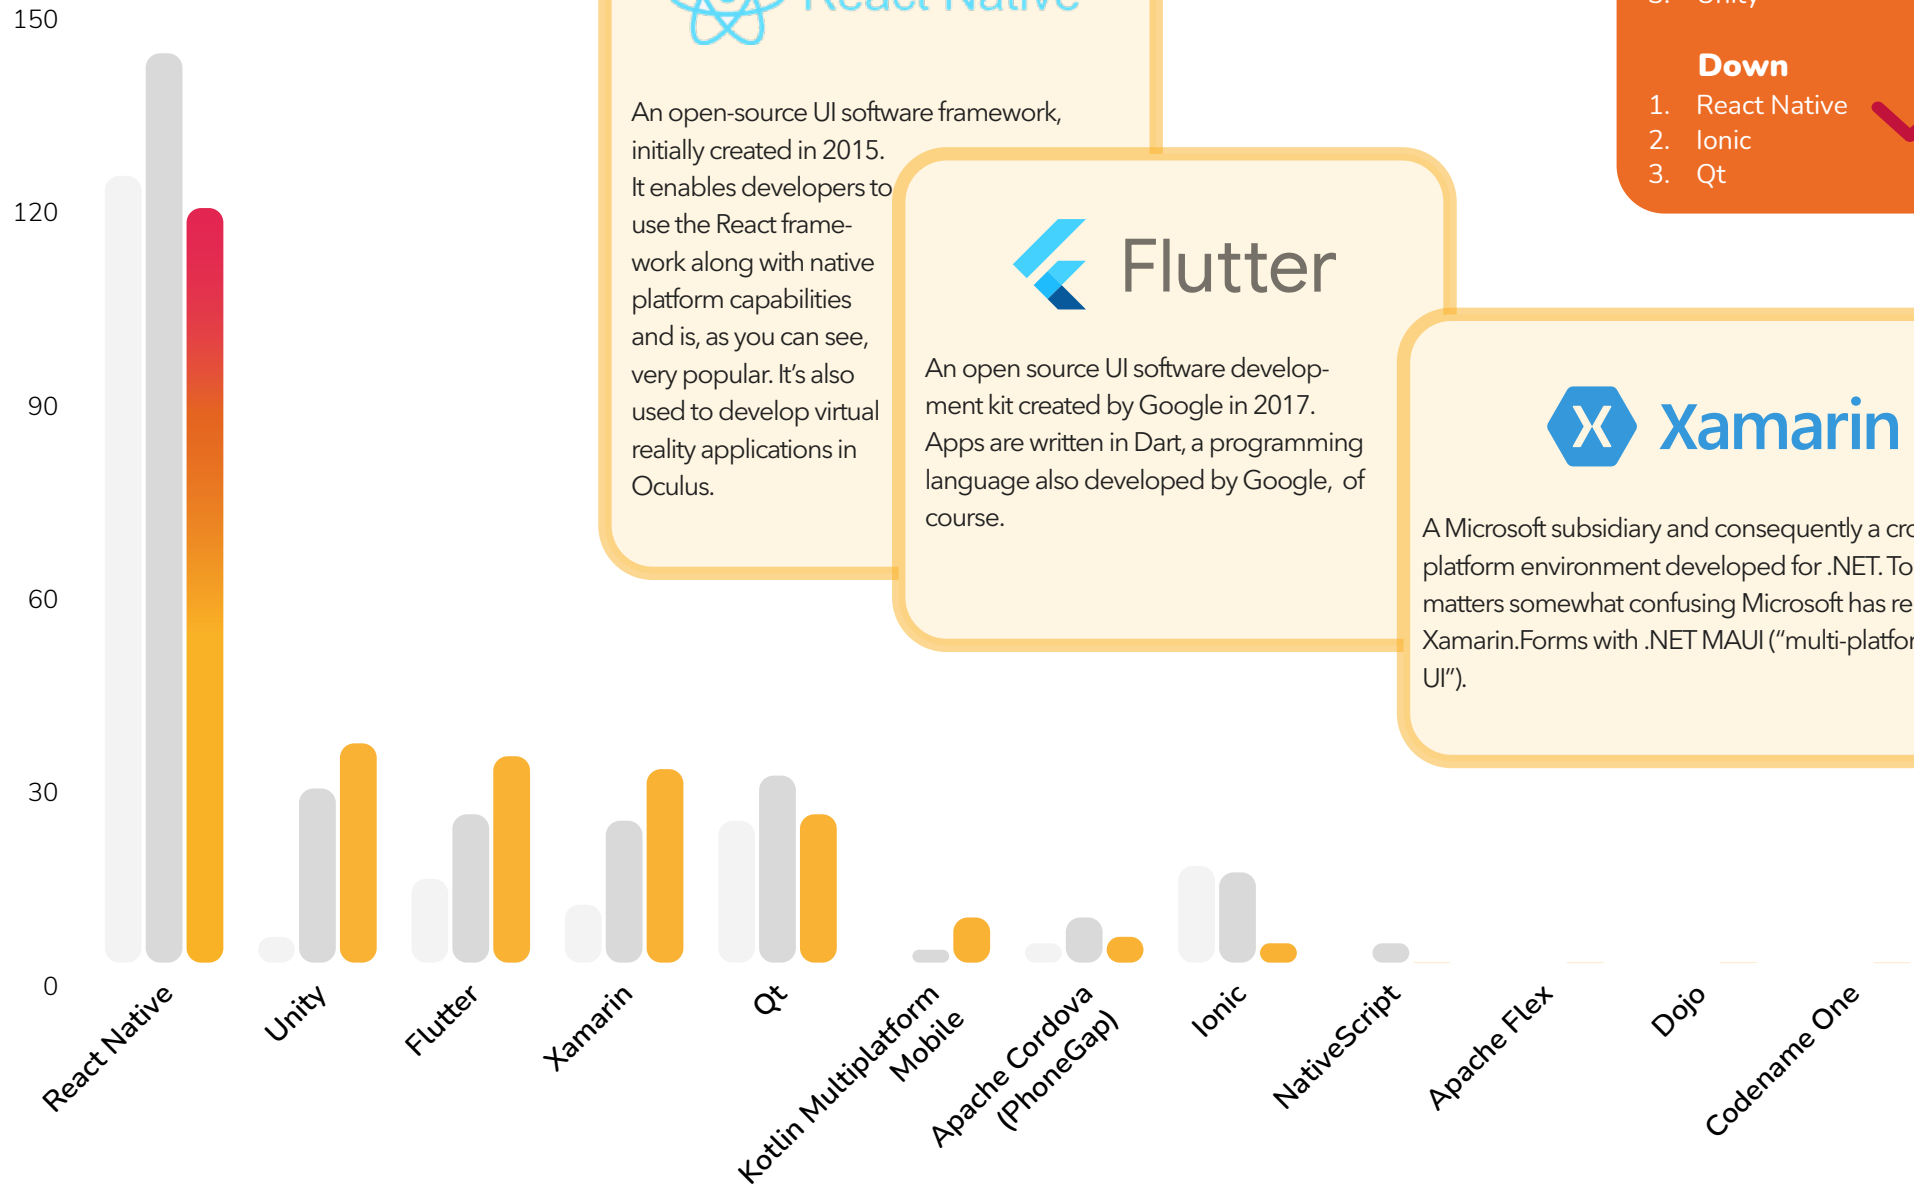 150
120
90
60
30
0
React Native
An open-source UI software framework,
initially created in 2015.
It enables developers to
use the React frame-
work along with native
platform capabilities
and is, as you can see,
very popular. It’s also
used to develop virtual
reality applications in
Oculus.
Flutter
An open source UI software develop-
ment kit created by Google in 2017.
Apps are written in Dart, a programming
language also developed by Google, of
course.
Xamarin
A Microsoft subsidiary and consequently a cro
platform environment developed for .NET. To
matters somewhat confusing Microsoft has re
Xamarin.Forms with .NET MAUI (“multi-platfor
UI”).
3. Unity
Down
1. React Native
2. Ionic
3. Qt
React Native
Unity
Flutter
Xamarin
Qt
Kotlin Multiplatform
Mobile
Apache Cordova
(PhoneGap)
Ionic
NativeScript
Apache Flex
Dojo
Codename One